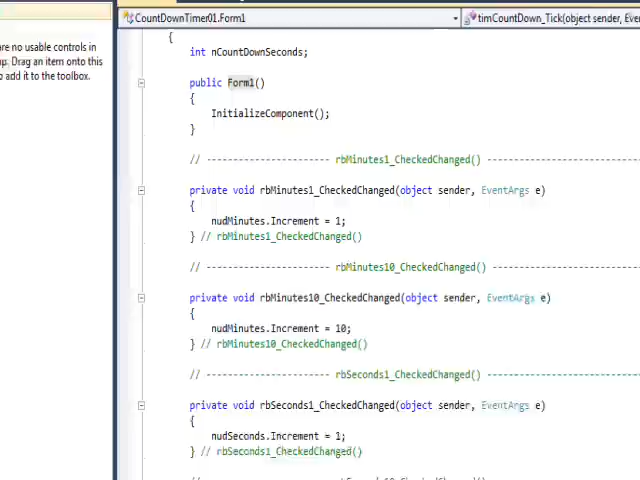 CountDownTimer01.Form1
timCountDown_Tick(object sender, Eve
are no usable controls in
up. Drag an item onto this
to add it to the toolbox.
{
int nCountDownSeconds;
public Form1()
{
InitializeComponent();
}
// ----------------------- rbMinutes1_CheckedChanged() -----------------------------
private void rbMinutes1_CheckedChanged(object sender, EventArgs e)
{
nudMinutes.Increment = 1;
} // rbMinutes1_CheckedChanged()
// ----------------------- rbMinutes10_CheckedChanged() ----------------------------
private void rbMinutes10_CheckedChanged(object sender, EventArgs e)
{
nudMinutes.Increment = 10;
} // rbMinutes10_CheckedChanged()
// ----------------------- rbSeconds1_CheckedChanged() -----------------------------
private void rbSeconds1_CheckedChanged(object sender, EventArgs e)
{
nudSeconds.Increment = 1;
} // rbSeconds1_CheckedChanged()